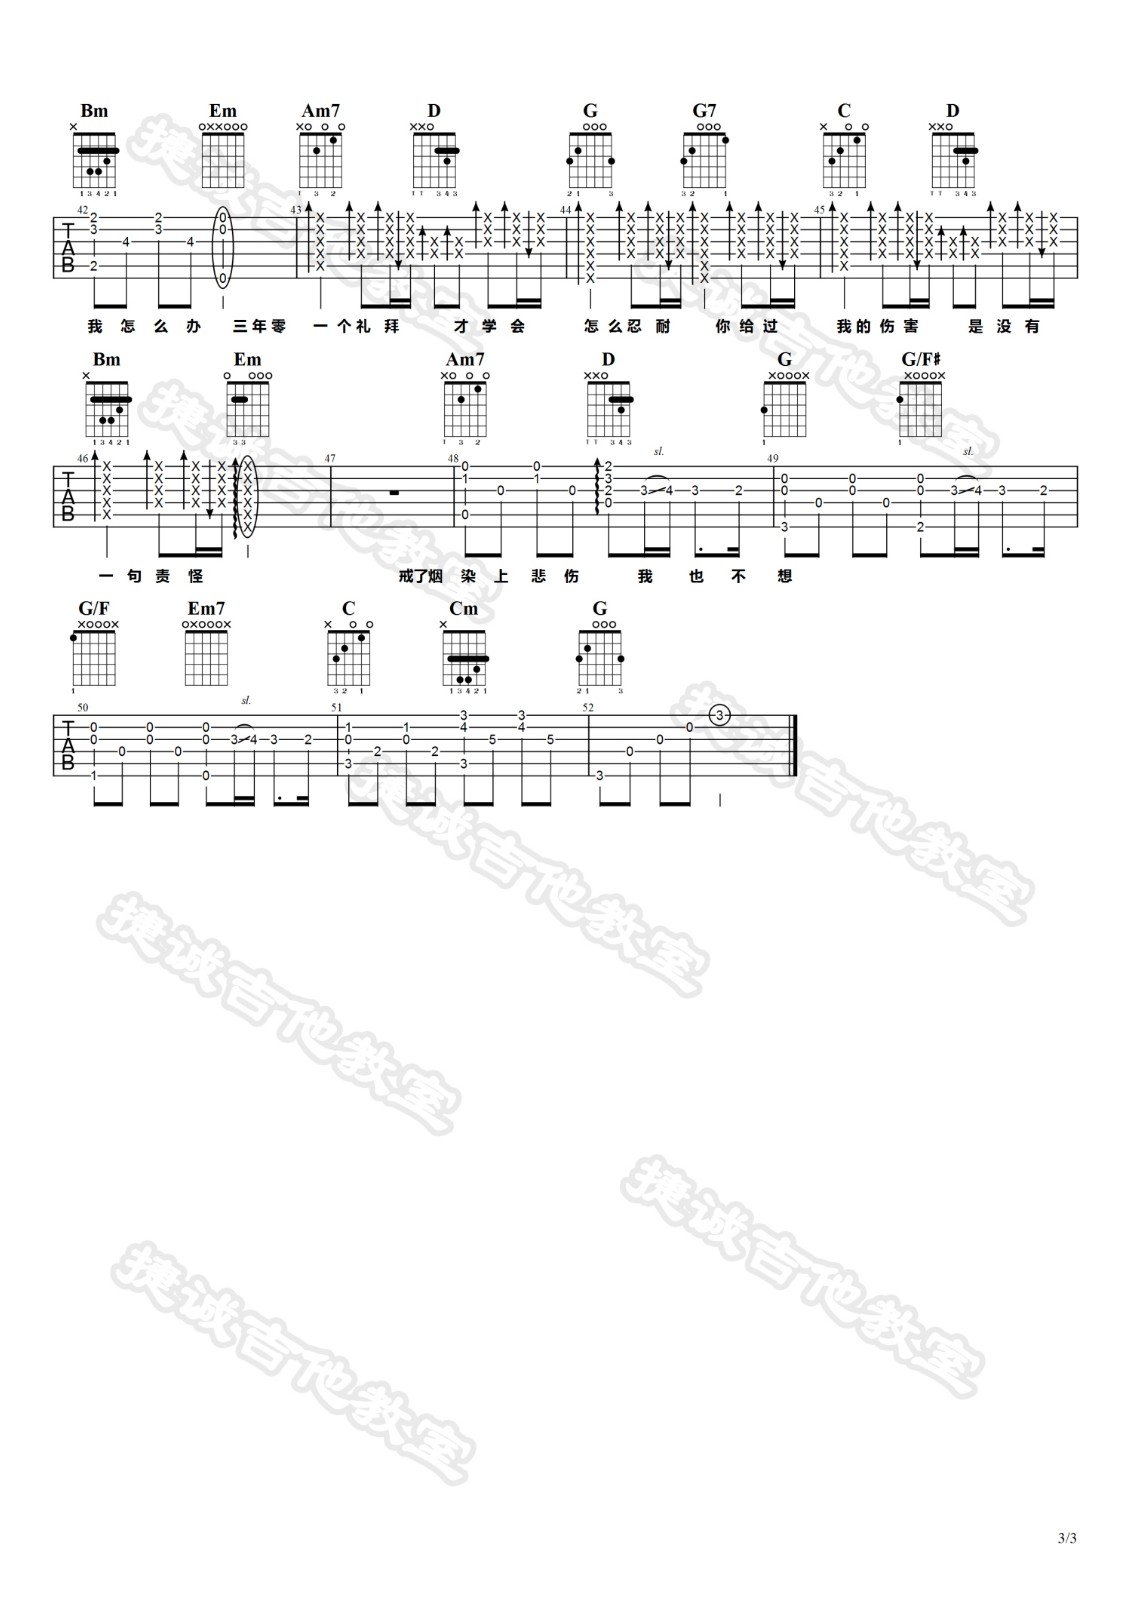 Bm Em Am7 D G G7 C D
42 43 44 45
我怎么办 三年零 一个礼拜 才学会 怎么忍耐 你给过 我的伤害 是没有
Bm Em Am7 D G G/F#
sl. sl.
46 47 48 49
一句责怪 戒了烟 染上悲伤 我也不想
G/F Em7 C Cm G
sl.
50 51 52
捷诚吉他教室
3/3